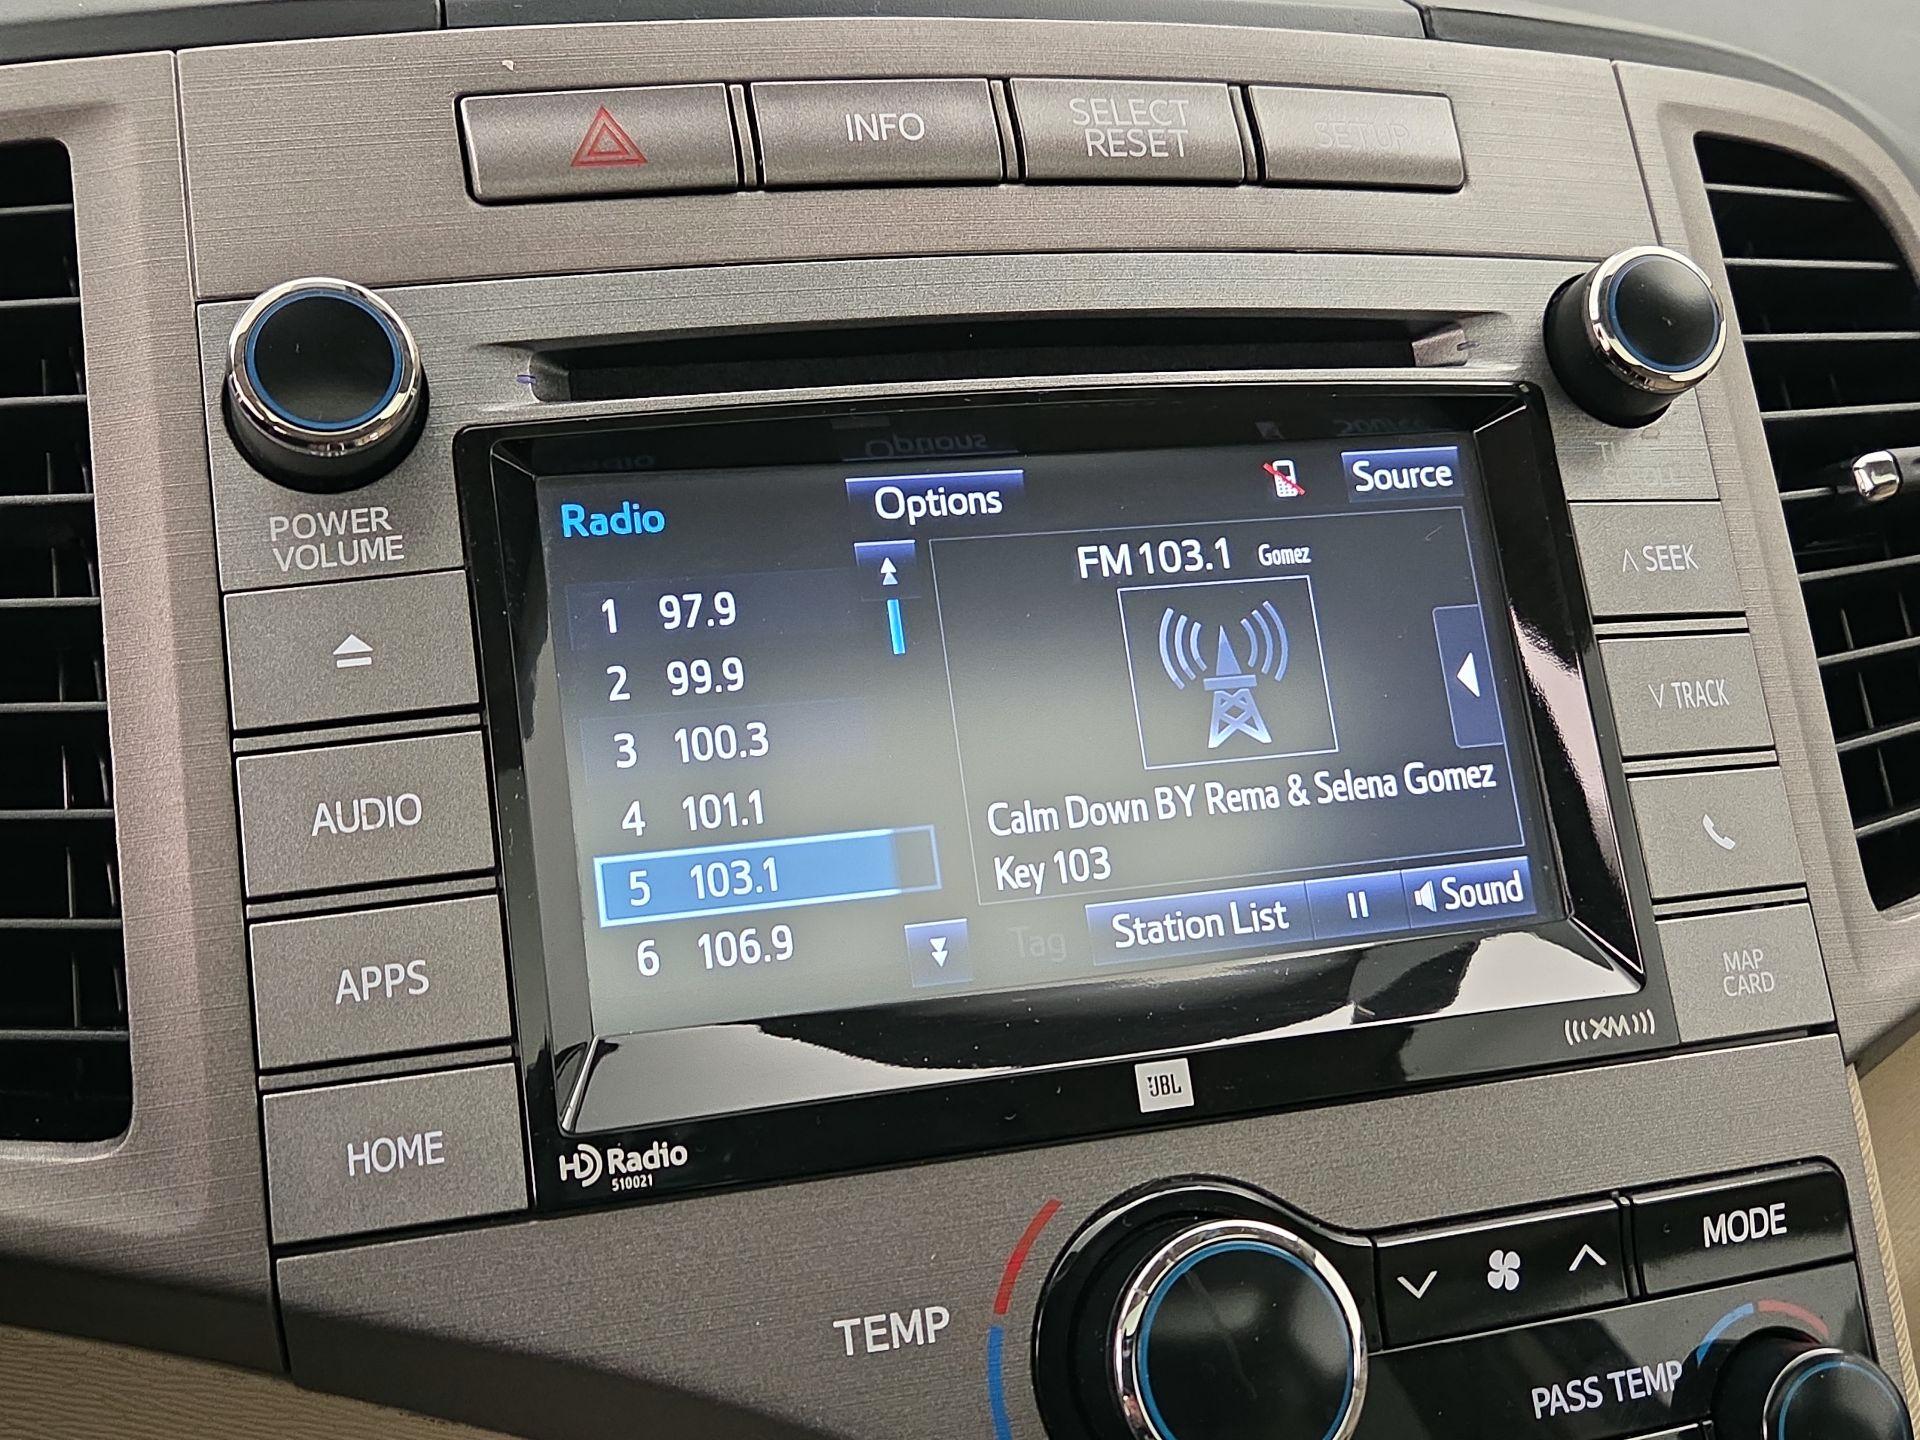 INFO
SELECT
RESET
SETUP
POWER
VOLUME
AUDIO
APPS
HOME
Radio
Options
Source
1 97.9
2 99.9
3 100.3
4 101.1
5 103.1
6 106.9
FM 103.1 Gomez
Calm Down BY Rema & Selena Gomez
Key 103
Tag
Station List
Sound
∧ SEEK
∨ TRACK
MAP
CARD
XM
JBL
HD Radio
510021
TEMP
MODE
PASS TEMP